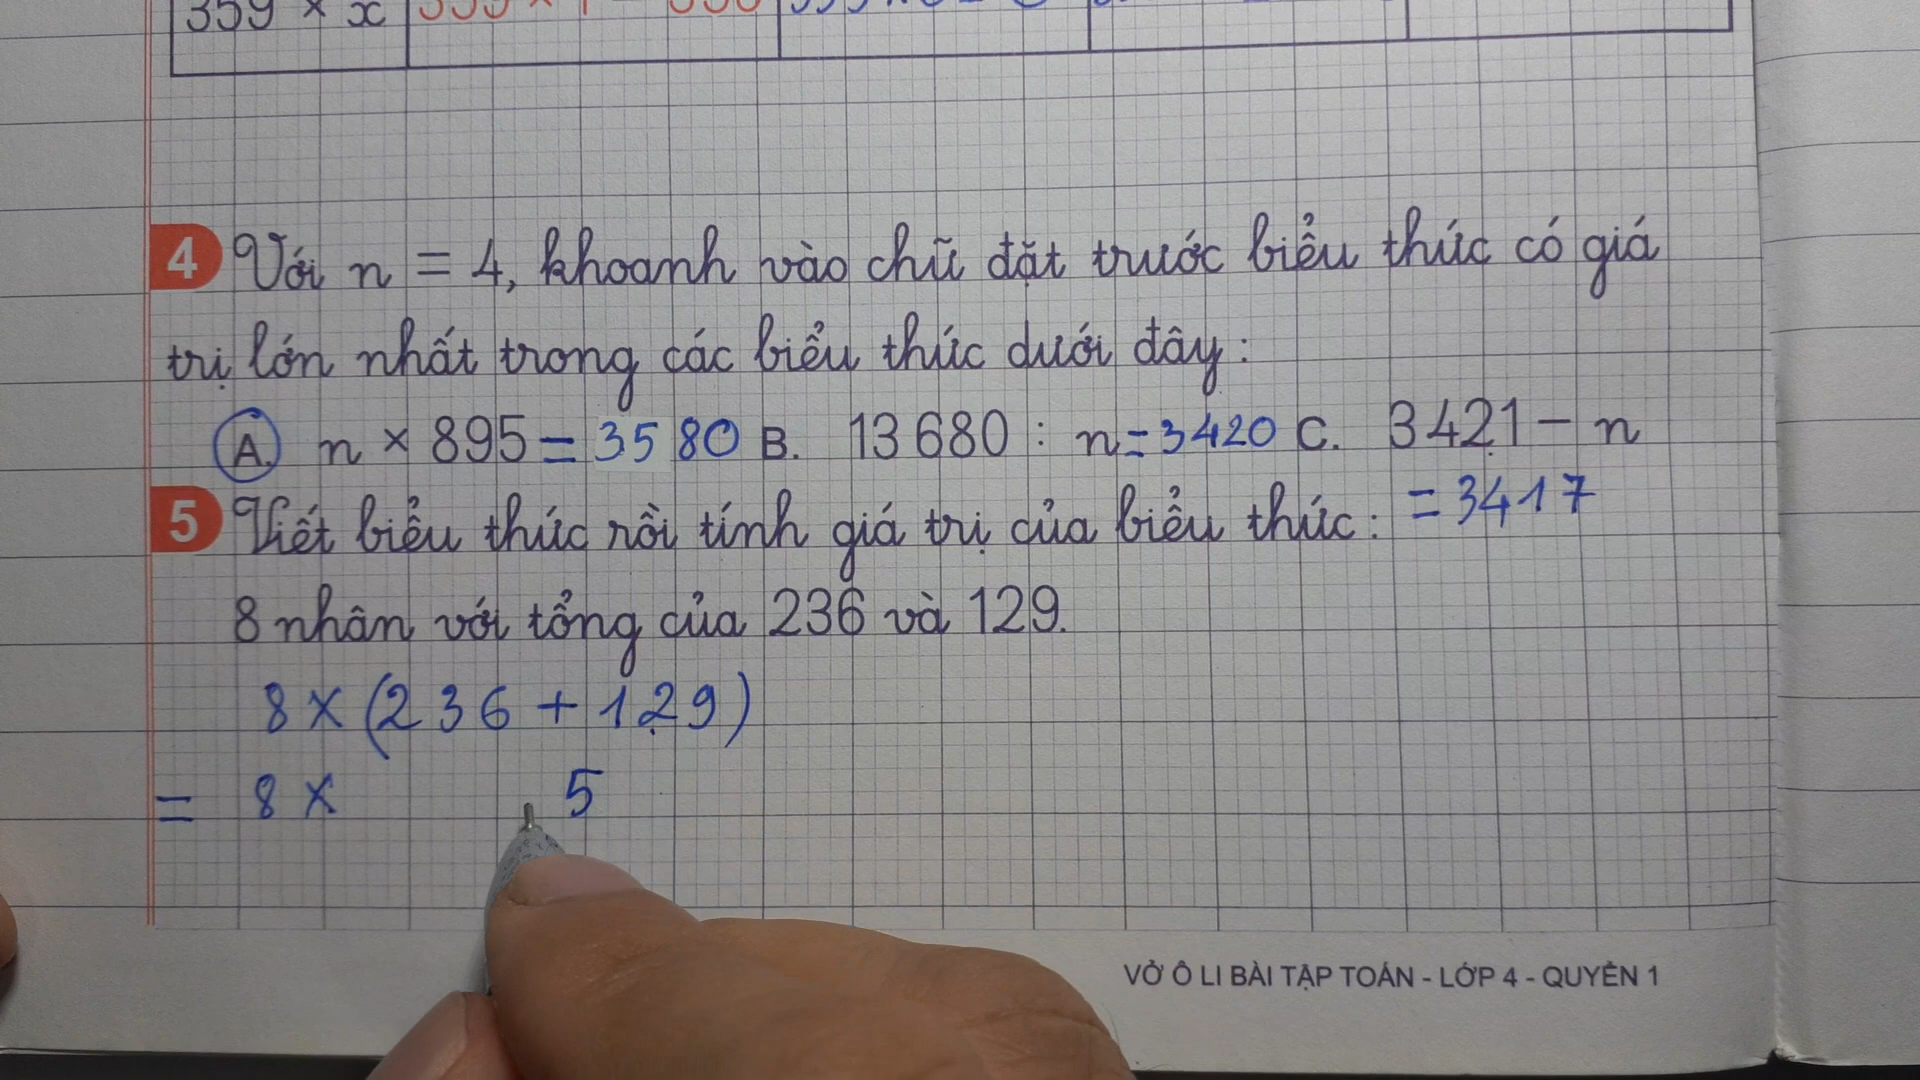 359 × x
4 Với n = 4, khoanh vào chữ đặt trước biểu thức có giá
trị lớn nhất trong các biểu thức dưới đây:
A. n × 895 = 3580 B. 13 680 : n = 3420 C. 3421 - n
= 3417
5 Viết biểu thức rồi tính giá trị của biểu thức:
8 nhân với tổng của 236 và 129.
8 × (236 + 129)
= 8 × 5
VỞ Ô LI BÀI TẬP TOÁN - LỚP 4 - QUYỂN 1